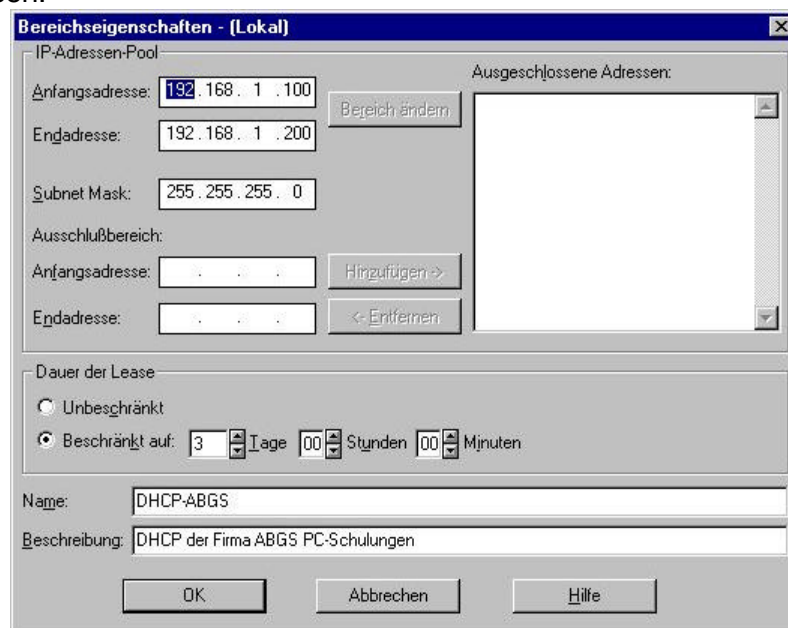 Bereichseigenschaften - (Lokal)
IP-Adressen-Pool
Anfangsadresse: 192 . 168 . 1 . 100
Bereich ändern
Endadresse: 192 . 168 . 1 . 200
Subnet Mask: 255 . 255 . 255 . 0
Ausschlußbereich:
Anfangsadresse: . . .
Hinzufügen ->
Endadresse: . . .
<- Entfernen
Ausgeschlossene Adressen:
Dauer der Lease
Unbeschränkt
Beschränkt auf: 3 Tage 00 Stunden 00 Minuten
Name: DHCP-ABGS
Beschreibung: DHCP der Firma ABGS PC-Schulungen
OK Abbrechen Hilfe